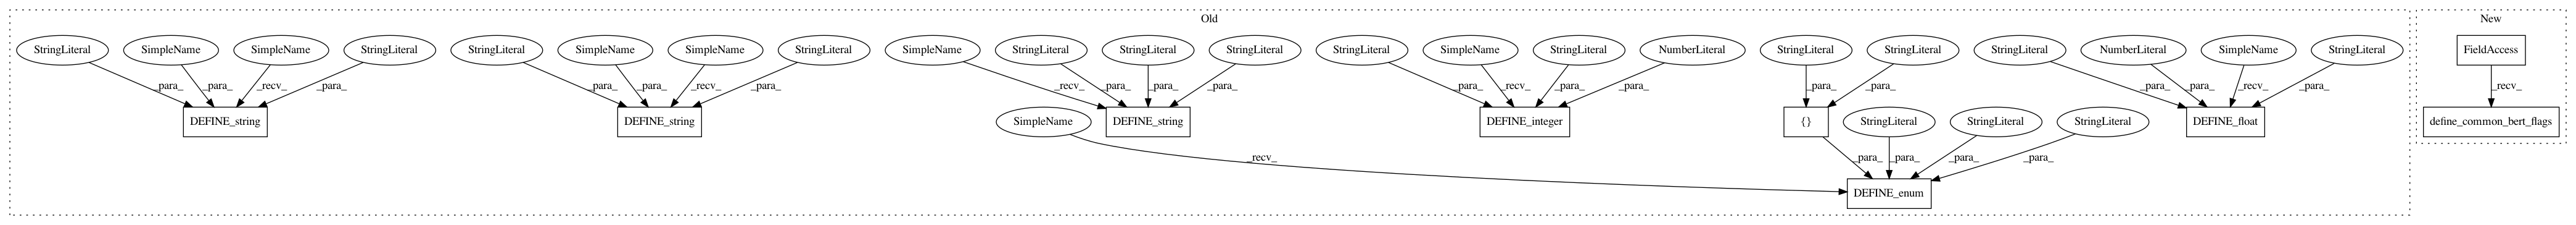 Old
New
StringLiteral SimpleName SimpleName StringLiteral StringLiteral SimpleName SimpleName StringLiteral SimpleName StringLiteral StringLiteral StringLiteral StringLiteral SimpleName StringLiteral NumberLiteral StringLiteral StringLiteral StringLiteral NumberLiteral SimpleName StringLiteral FieldAccess
_para_ _para_ _recv_ _para_ _para_ _para_ _recv_ _para_ _recv_ _para_ _para_ _para_ _para_ _recv_ _para_ _para_ _para_ _para_ _para_ _para_ _recv_ _para_ _recv_
DEFINE_string DEFINE_string SimpleName DEFINE_string DEFINE_integer {} StringLiteral StringLiteral StringLiteral DEFINE_float define_common_bert_flags
_recv_ _para_ _para_ _para_ _para_
DEFINE_enum